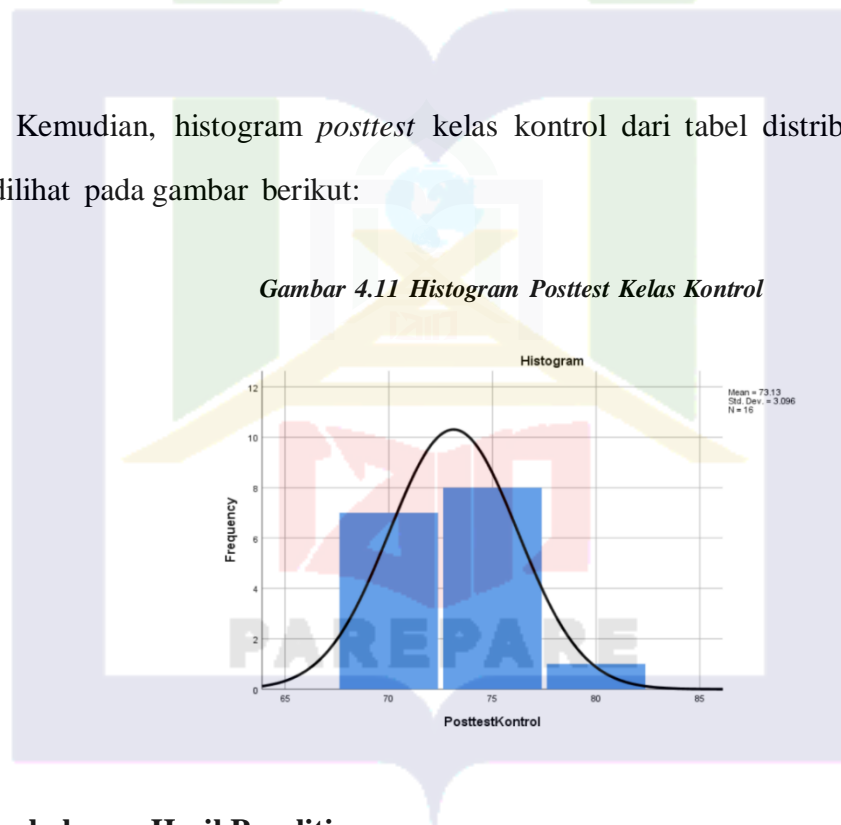 Kemudian, histogram posttest kelas kontrol dari tabel
dilihat pada gambar berikut:
Gambar 4.11 Histogram Posttest Kelas Kontrol
Histogram
Mean = 73.13
Std. Dev. = 3.096
N = 16
12
10
8
6
4
2
0
Frequency
65 70 75 80 85
PosttestKontrol
PAREPARE
Hasil